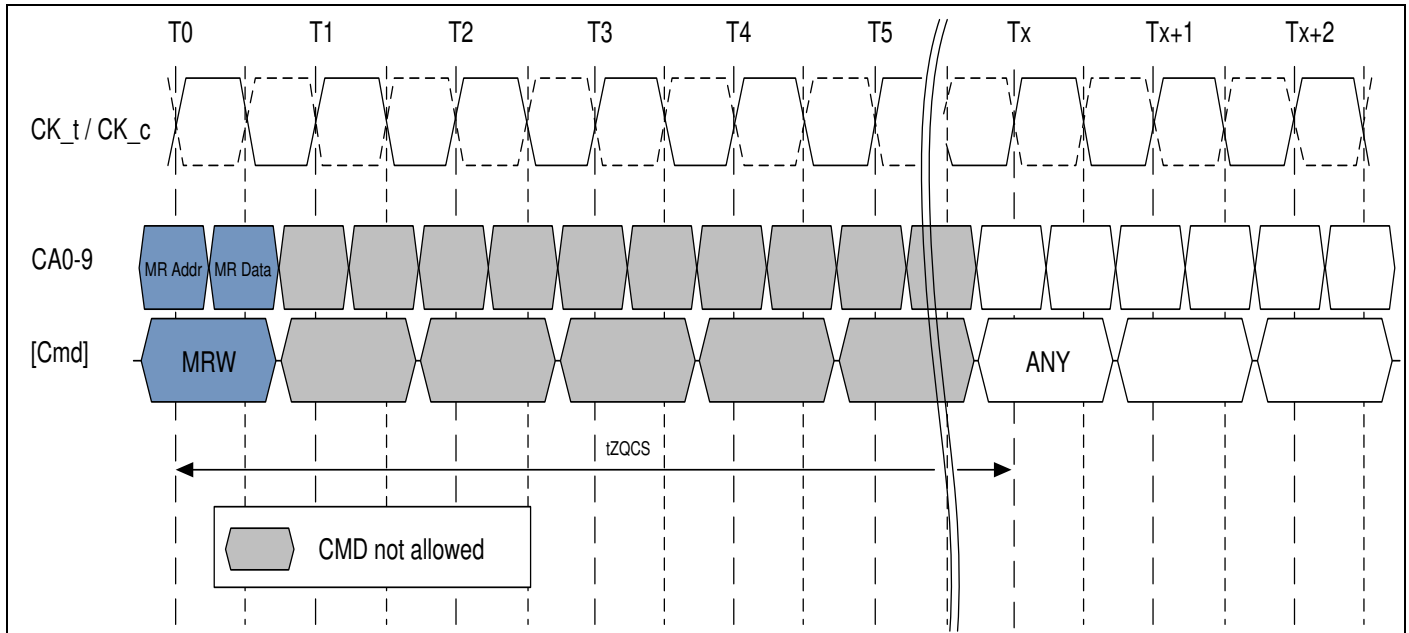 T0 T1 T2 T3 T4 T5 Tx Tx+1 Tx+2
CK_t / CK_c
CA0-9 MR Addr MR Data
[Cmd] MRW ANY
tZQCS
CMD not allowed